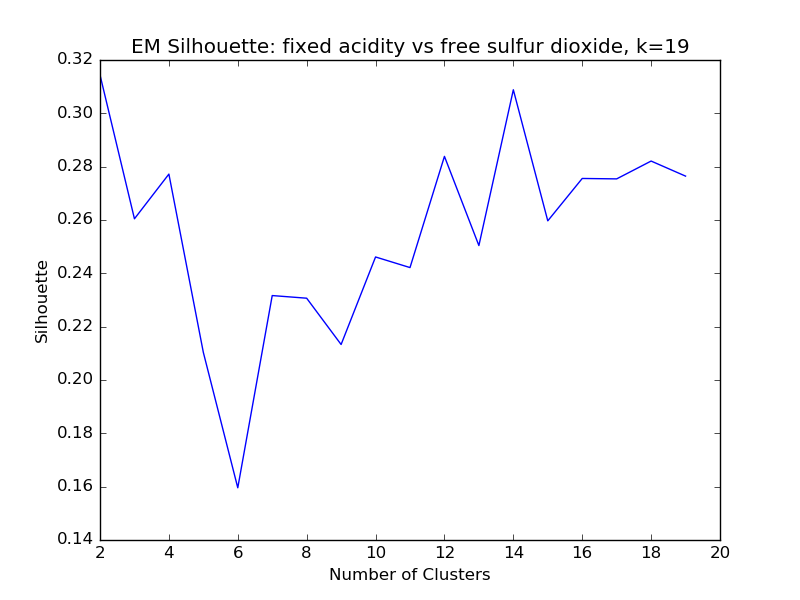 EM Silhouette: fixed acidity vs free sulfur dioxide, k=19
0.32
0.30
0.28
0.26
0.24
0.22
0.20
0.18
0.16
0.14
Silhouette
2 4 6 8 10 12 14 16 18 20
Number of Clusters